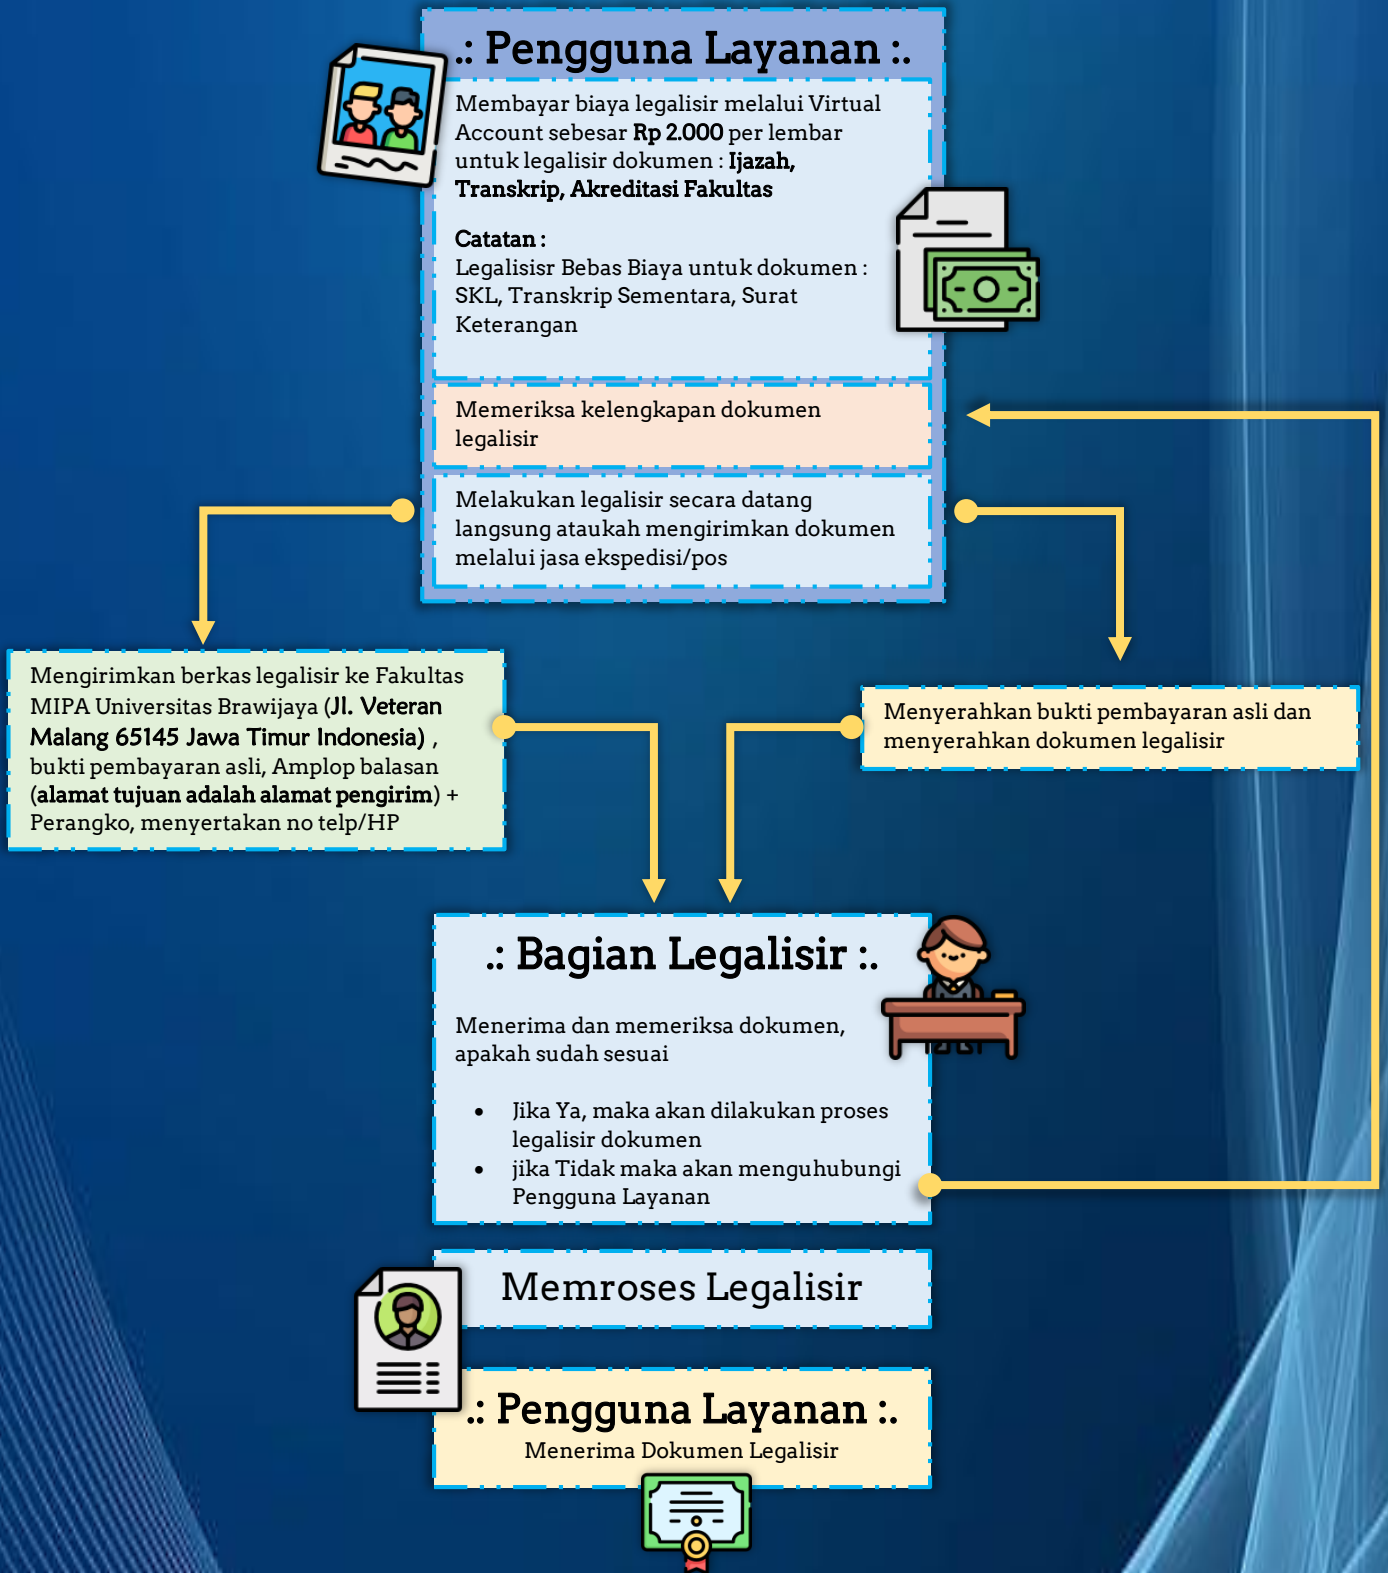 .: Pengguna Layanan :.
Membayar biaya legalisir melalui Virtual
Account sebesar Rp 2.000 per lembar
untuk legalisir dokumen : Ijazah,
Transkrip, Akreditasi Fakultas
Catatan :
Legalisisr Bebas Biaya untuk dokumen :
SKL, Transkrip Sementara, Surat
Keterangan
Memeriksa kelengkapan dokumen
legalisir
Melakukan legalisir secara datang
langsung ataukah mengirimkan dokumen
melalui jasa ekspedisi/pos
Mengirimkan berkas legalisir ke Fakultas
MIPA Universitas Brawijaya (Jl. Veteran
Malang 65145 Jawa Timur Indonesia) ,
bukti pembayaran asli, Amplop balasan
(alamat tujuan adalah alamat pengirim) +
Perangko, menyertakan no telp/HP
Menyerahkan bukti pembayaran asli dan
menyerahkan dokumen legalisir
.: Bagian Legalisir :.
Menerima dan memeriksa dokumen,
apakah sudah sesuai
• Jika Ya, maka akan dilakukan proses
legalisir dokumen
• jika Tidak maka akan menguhubungi
Pengguna Layanan
Memroses Legalisir
.: Pengguna Layanan :.
Menerima Dokumen Legalisir